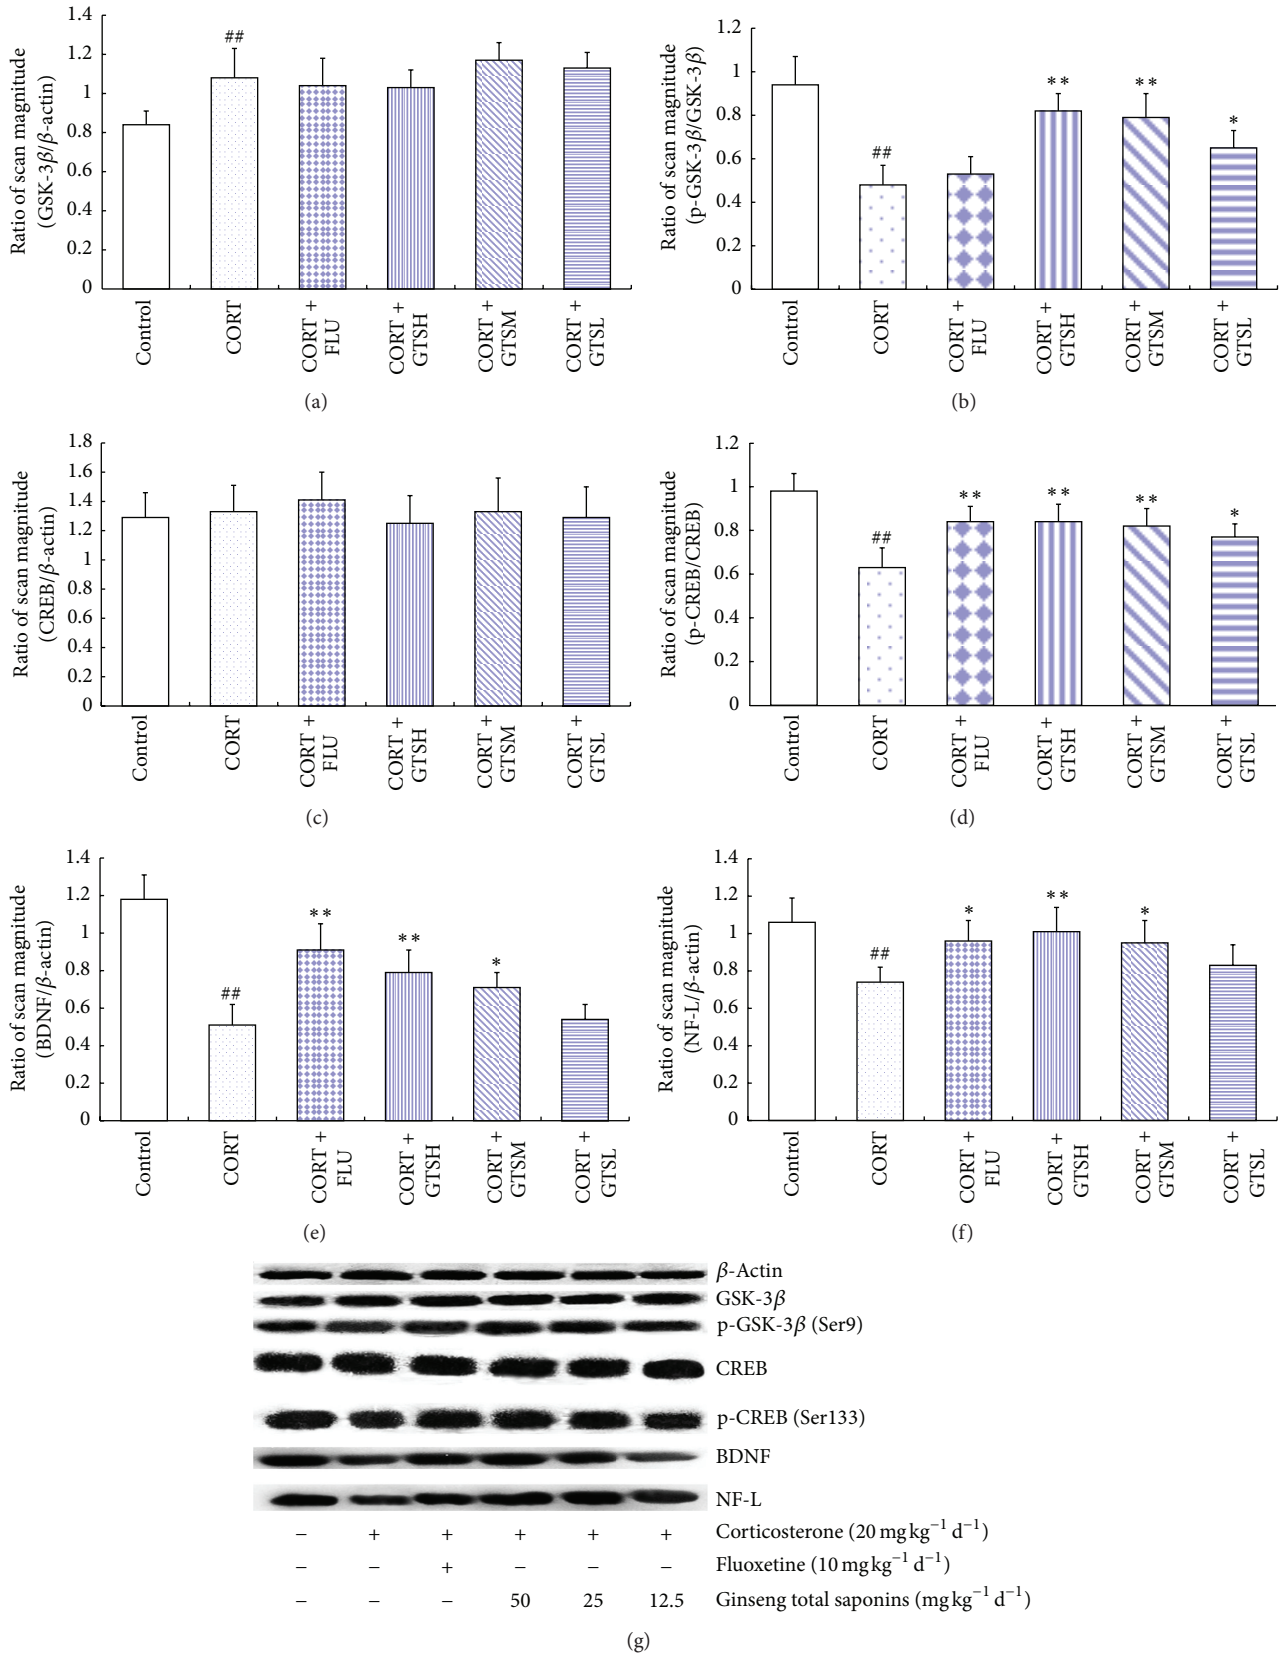 Ratio of scan magnitude
(GSK-3β/β-actin)
1.4
1.2
1
0.8
0.6
0.4
0.2
0
##
Control
CORT
CORT +
FLU
CORT +
GTSH
CORT +
GTSM
CORT +
GTSL
(a)
Ratio of scan magnitude
(p-GSK-3β/GSK-3β)
1.2
1
0.8
0.6
0.4
0.2
0
##
**
**
*
Control
CORT
CORT +
FLU
CORT +
GTSH
CORT +
GTSM
CORT +
GTSL
(b)
Ratio of scan magnitude
(CREB/β-actin)
1.8
1.6
1.4
1.2
1
0.8
0.6
0.4
0.2
0
Control
CORT
CORT +
FLU
CORT +
GTSH
CORT +
GTSM
CORT +
GTSL
(c)
Ratio of scan magnitude
(p-CREB/CREB)
1.2
1
0.8
0.6
0.4
0.2
0
##
**
**
**
*
Control
CORT
CORT +
FLU
CORT +
GTSH
CORT +
GTSM
CORT +
GTSL
(d)
Ratio of scan magnitude
(BDNF/β-actin)
1.4
1.2
1
0.8
0.6
0.4
0.2
0
##
**
**
*
Control
CORT
CORT +
FLU
CORT +
GTSH
CORT +
GTSM
CORT +
GTSL
(e)
Ratio of scan magnitude
(NF-L/β-actin)
1.4
1.2
1
0.8
0.6
0.4
0.2
0
##
*
**
*
Control
CORT
CORT +
FLU
CORT +
GTSH
CORT +
GTSM
CORT +
GTSL
(f)
β-Actin
GSK-3β
p-GSK-3β (Ser9)
CREB
p-CREB (Ser133)
BDNF
NF-L
− + + + + + Corticosterone (20 mg kg⁻¹ d⁻¹)
− − + − − − Fluoxetine (10 mg kg⁻¹ d⁻¹)
− − − 50 25 12.5 Ginseng total saponins (mg kg⁻¹ d⁻¹)
(g)